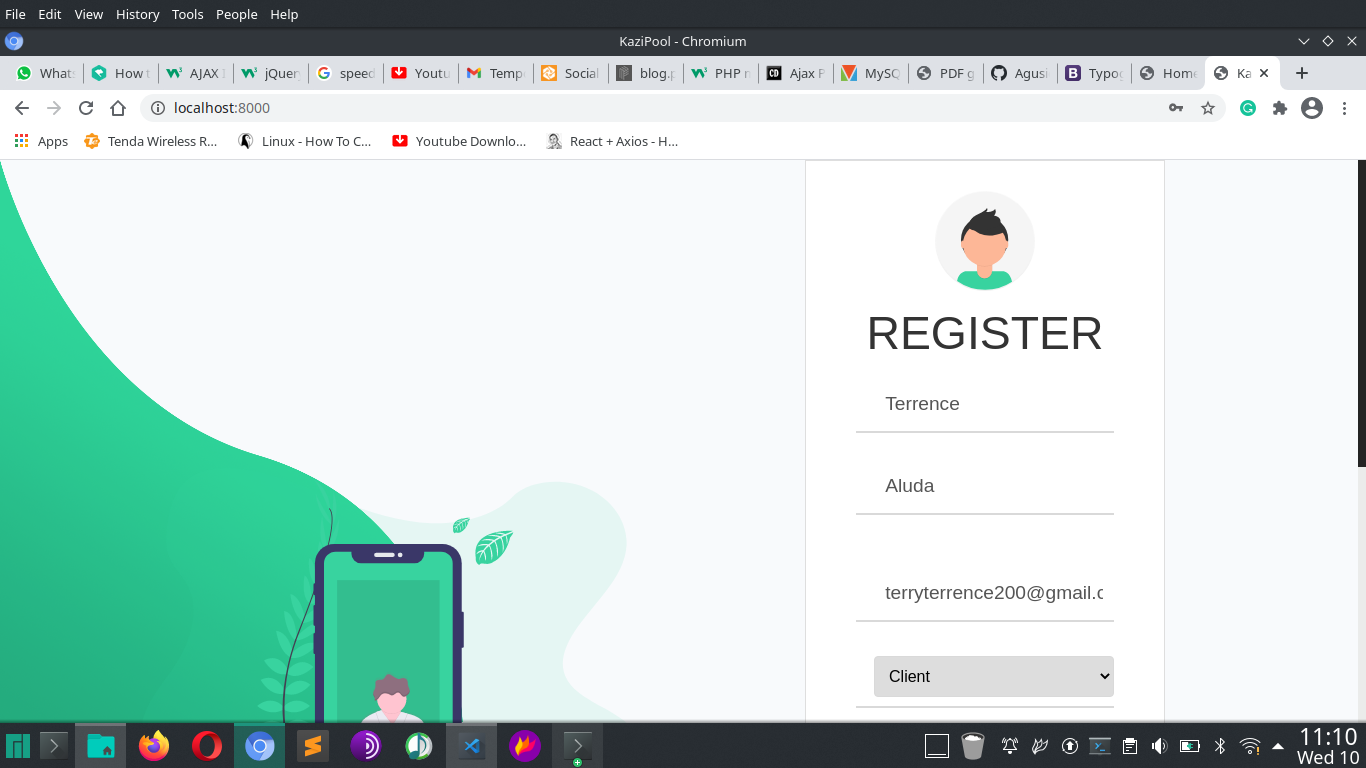 File Edit View History Tools People Help
KaziPool - Chromium
What How t AJAX jQuer speed Youtu Temp Social blog.p PHP r Ajax P MySQ PDF g Agusi Typog Home Ka
localhost:8000
Apps Tenda Wireless R... Linux - How To C... Youtube Downlo... React + Axios - H...
REGISTER
Terrence
Aluda
terryterrence200@gmail.c
Client
11:10
Wed 10